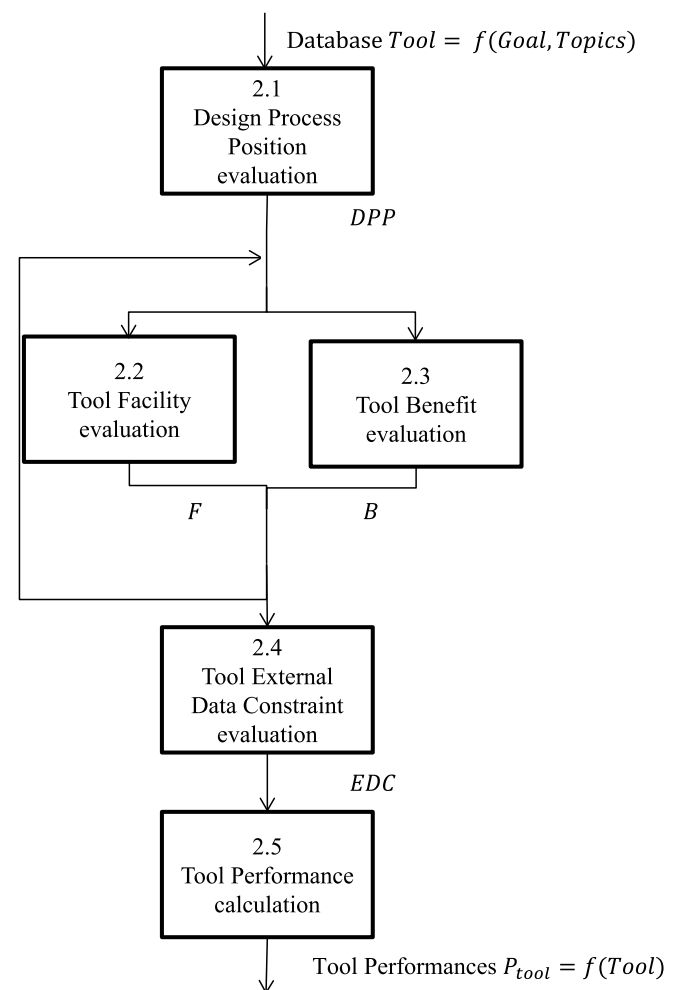 Database Tool = f(Goal, Topics)
2.1
Design Process
Position
evaluation
DPP
2.2
Tool Facility
evaluation
2.3
Tool Benefit
evaluation
F
B
2.4
Tool External
Data Constraint
evaluation
EDC
2.5
Tool Performance
calculation
Tool Performances P_tool = f(Tool)